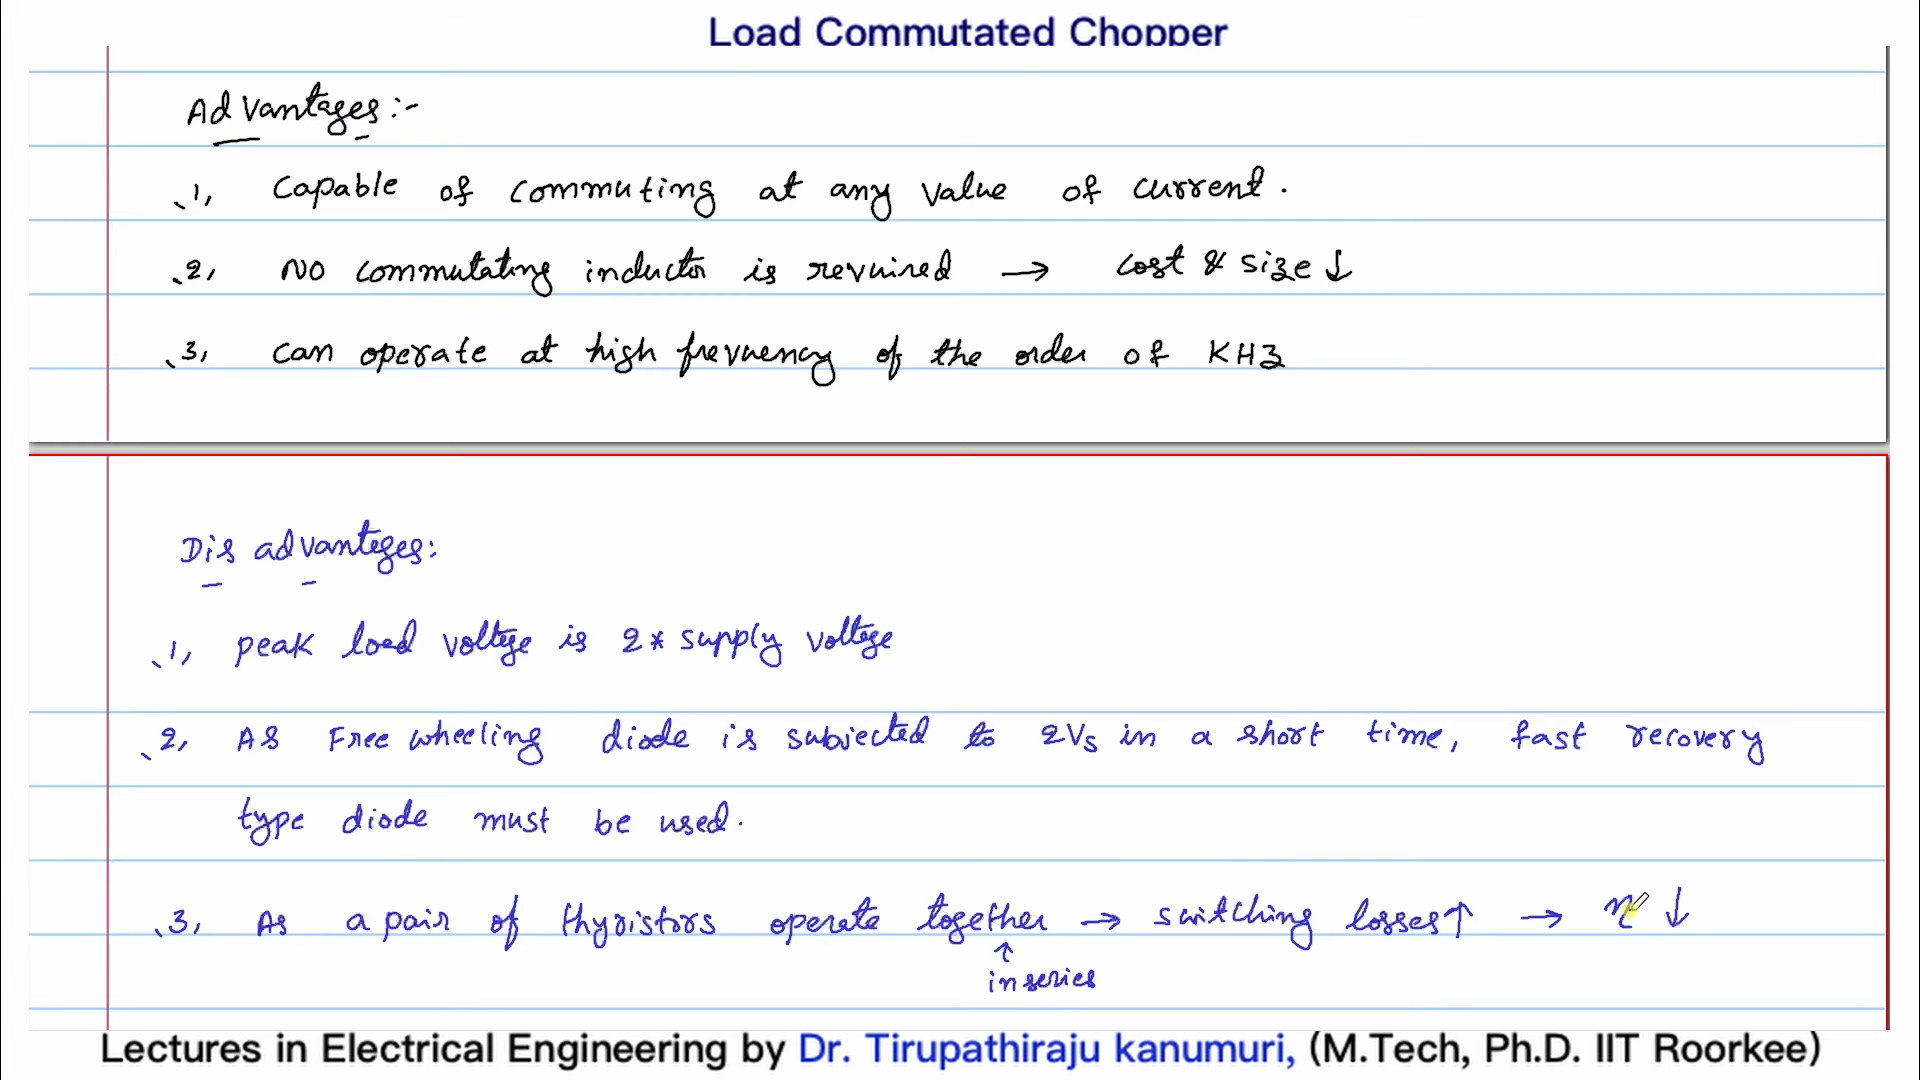 Load Commutated Chopper
Advantages:-
1, Capable of commuting at any value of current.
2, No commutating inductor is required → cost & size ↓
3, can operate at high frequency of the order of KHz
Dis advantages:
1, peak load voltage is 2* supply voltage
2, As Free wheeling diode is subjected to 2Vs in a short time, fast recovery
type diode must be used.
3, As a pair of thyristors operate together → switching losses ↑ → η ↓
↑
in series
Lectures in Electrical Engineering by Dr. Tirupathiraju kanumuri, (M.Tech, Ph.D. IIT Roorkee)